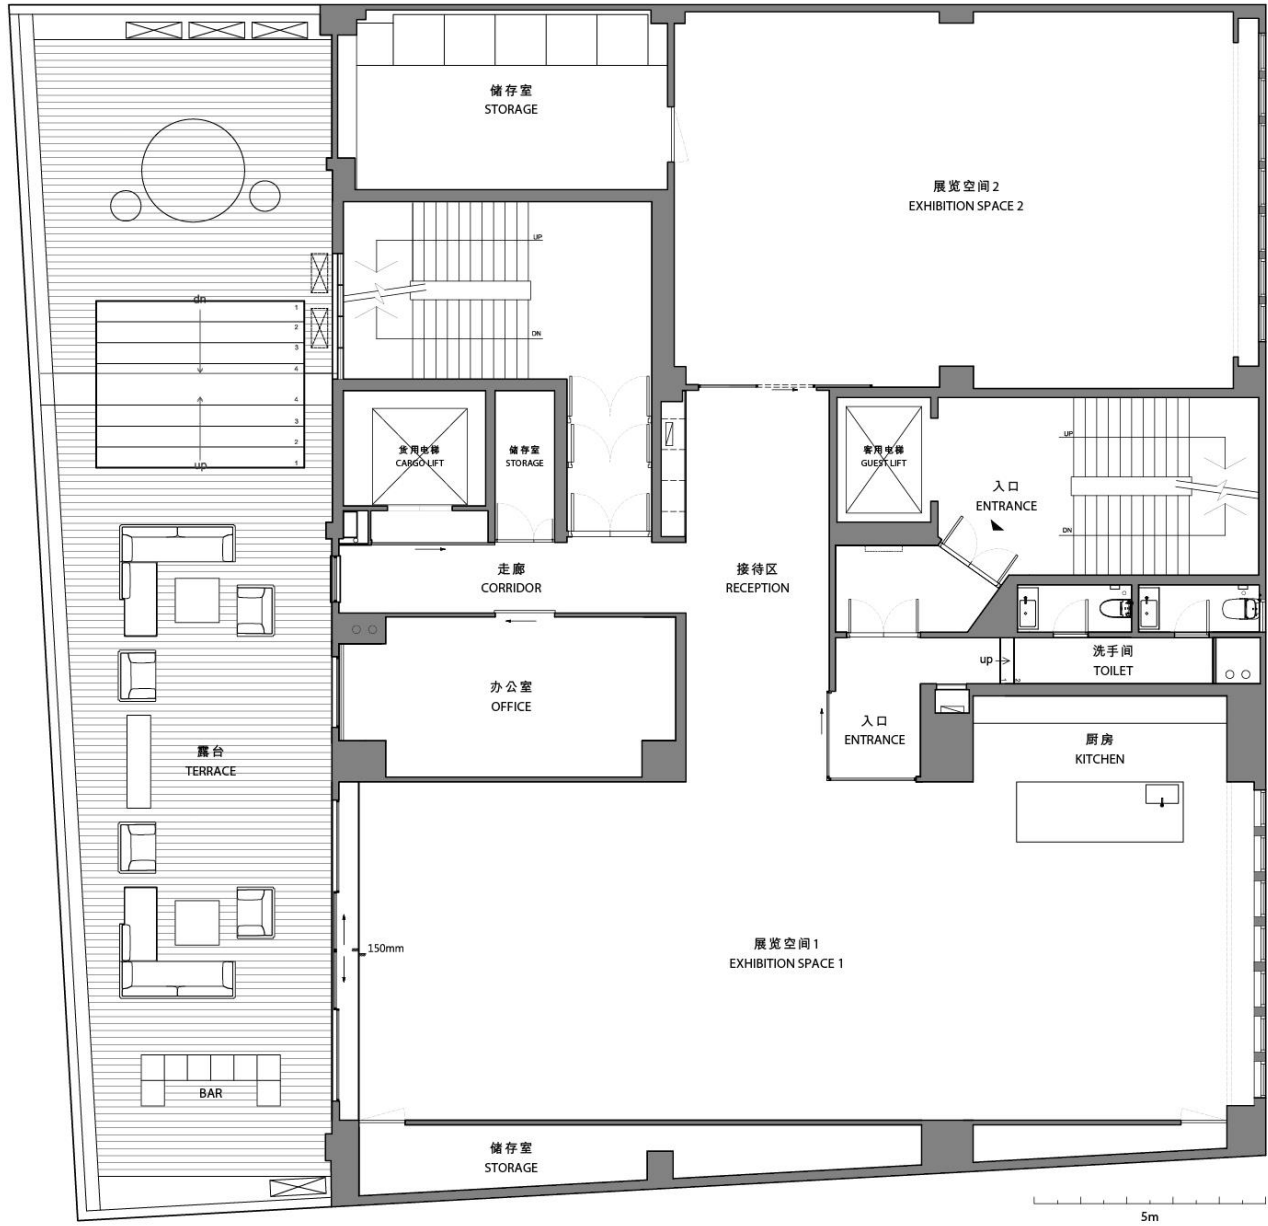 储存室
STORAGE
展览空间2
EXHIBITION SPACE 2
UP
DN
dn
1
2
3
4
4
3
2
1
up
货用电梯
CARGO LIFT
储存室
STORAGE
客用电梯
GUEST LIFT
入口
ENTRANCE
UP
DN
走廊
CORRIDOR
接待区
RECEPTION
洗手间
TOILET
up
1
2
办公室
OFFICE
入口
ENTRANCE
厨房
KITCHEN
露台
TERRACE
150mm
展览空间1
EXHIBITION SPACE 1
BAR
储存室
STORAGE
5m